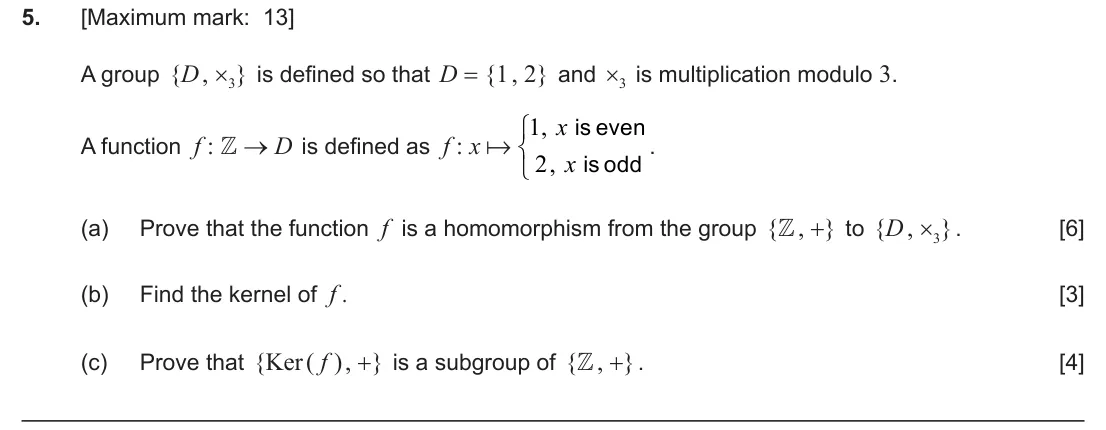 5. [Maximum mark: 13]
A group {D, ×₃} is defined so that D = {1, 2} and ×₃ is multiplication modulo 3.
A function f : ℤ → D is defined as f : x ↦ { 1, x is even
2, x is odd .
(a) Prove that the function f is a homomorphism from the group {ℤ, +} to {D, ×₃}. [6]
(b) Find the kernel of f. [3]
(c) Prove that {Ker(f), +} is a subgroup of {ℤ, +}. [4]